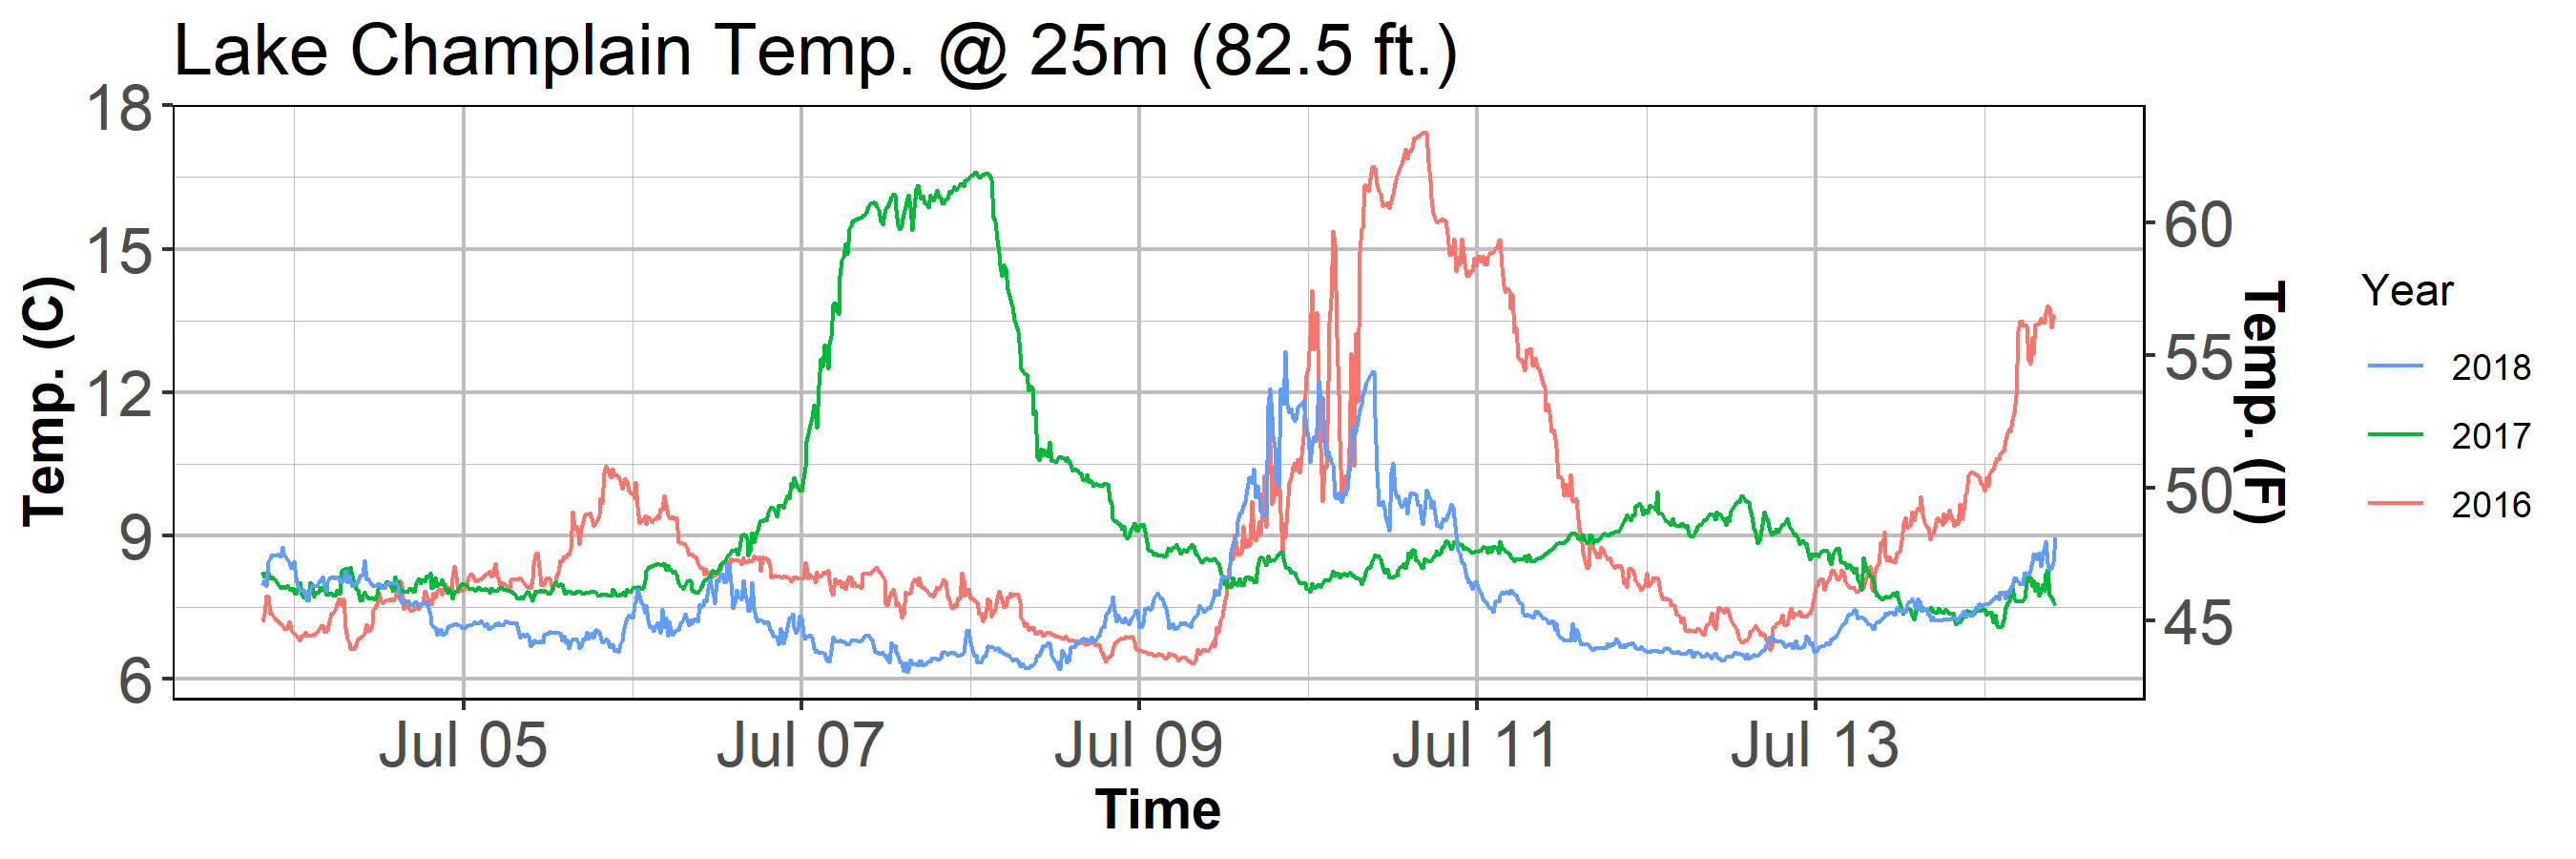 Lake Champlain Temp. @ 25m (82.5 ft.)
Temp. (C)
18
15
12
9
6
60
55
50
45
Temp. (F)
Jul 05 Jul 07 Jul 09 Jul 11 Jul 13
Time
Year
2018
2017
2016